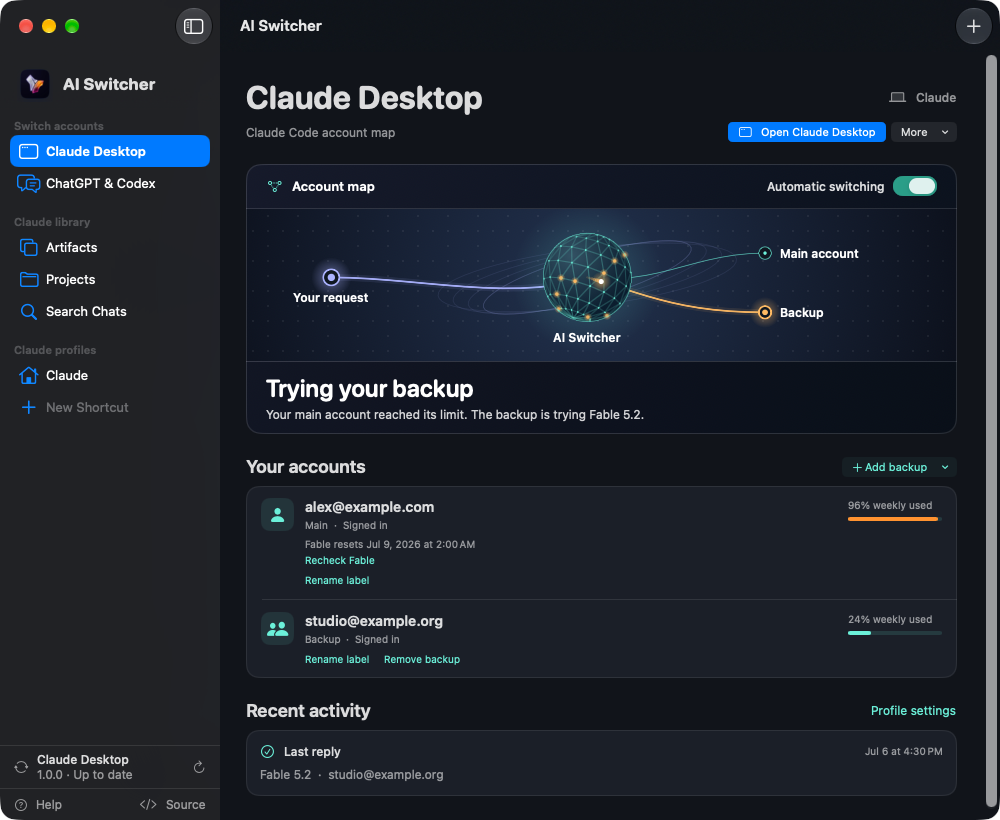 AI Switcher
AI Switcher
Switch accounts
Claude Desktop
ChatGPT & Codex
Claude library
Artifacts
Projects
Search Chats
Claude profiles
Claude
New Shortcut
Claude Desktop
1.0.0 · Up to date
Help
Source
Claude Desktop
Claude
Claude Code account map
Open Claude Desktop
More
Account map
Automatic switching
Your request
AI Switcher
Main account
Backup
Trying your backup
Your main account reached its limit. The backup is trying Fable 5.2.
Your accounts
+ Add backup
alex@example.com
96% weekly used
Main · Signed in
Fable resets Jul 9, 2026 at 2:00 AM
Recheck Fable
Rename label
studio@example.org
24% weekly used
Backup · Signed in
Rename label Remove backup
Recent activity
Profile settings
Last reply
Jul 6 at 4:30 PM
Fable 5.2 · studio@example.org